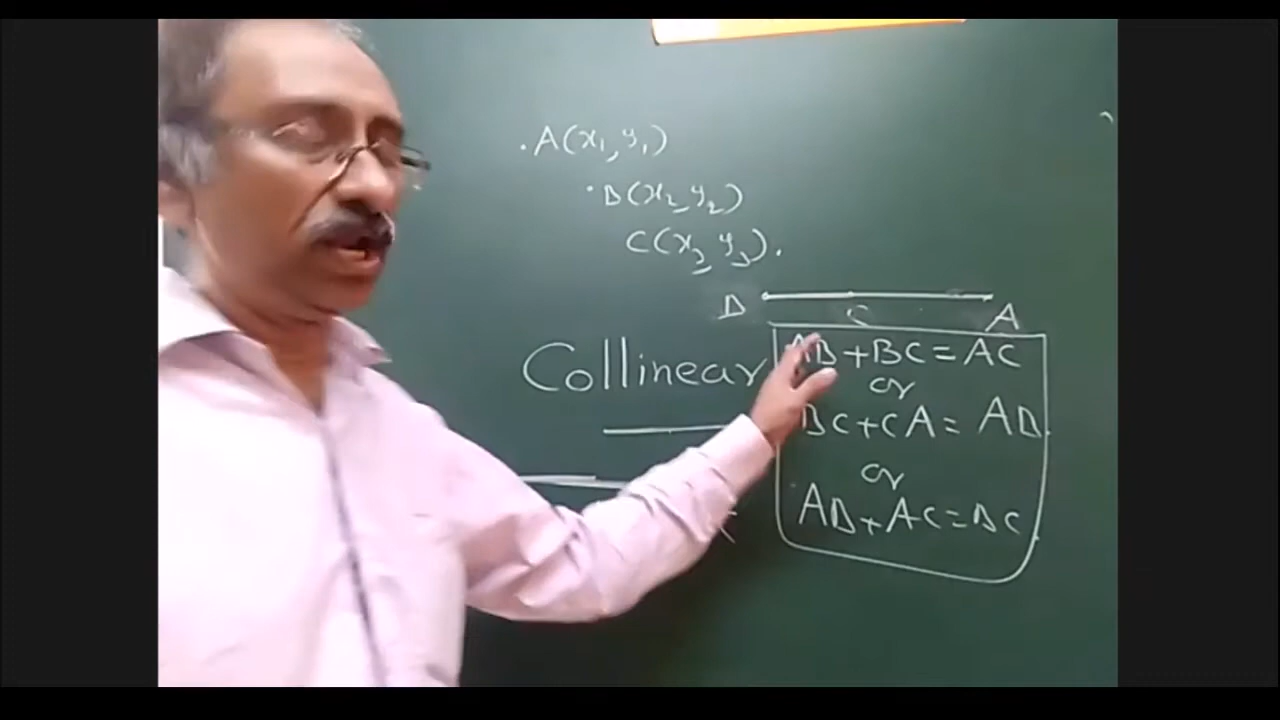 .A(x₁, y₁)
.B(x₂, y₂)
C(x₃ y₃).
B C A
Collinear
AB+BC=AC
or
BC+CA=AB
or
AB+AC=BC